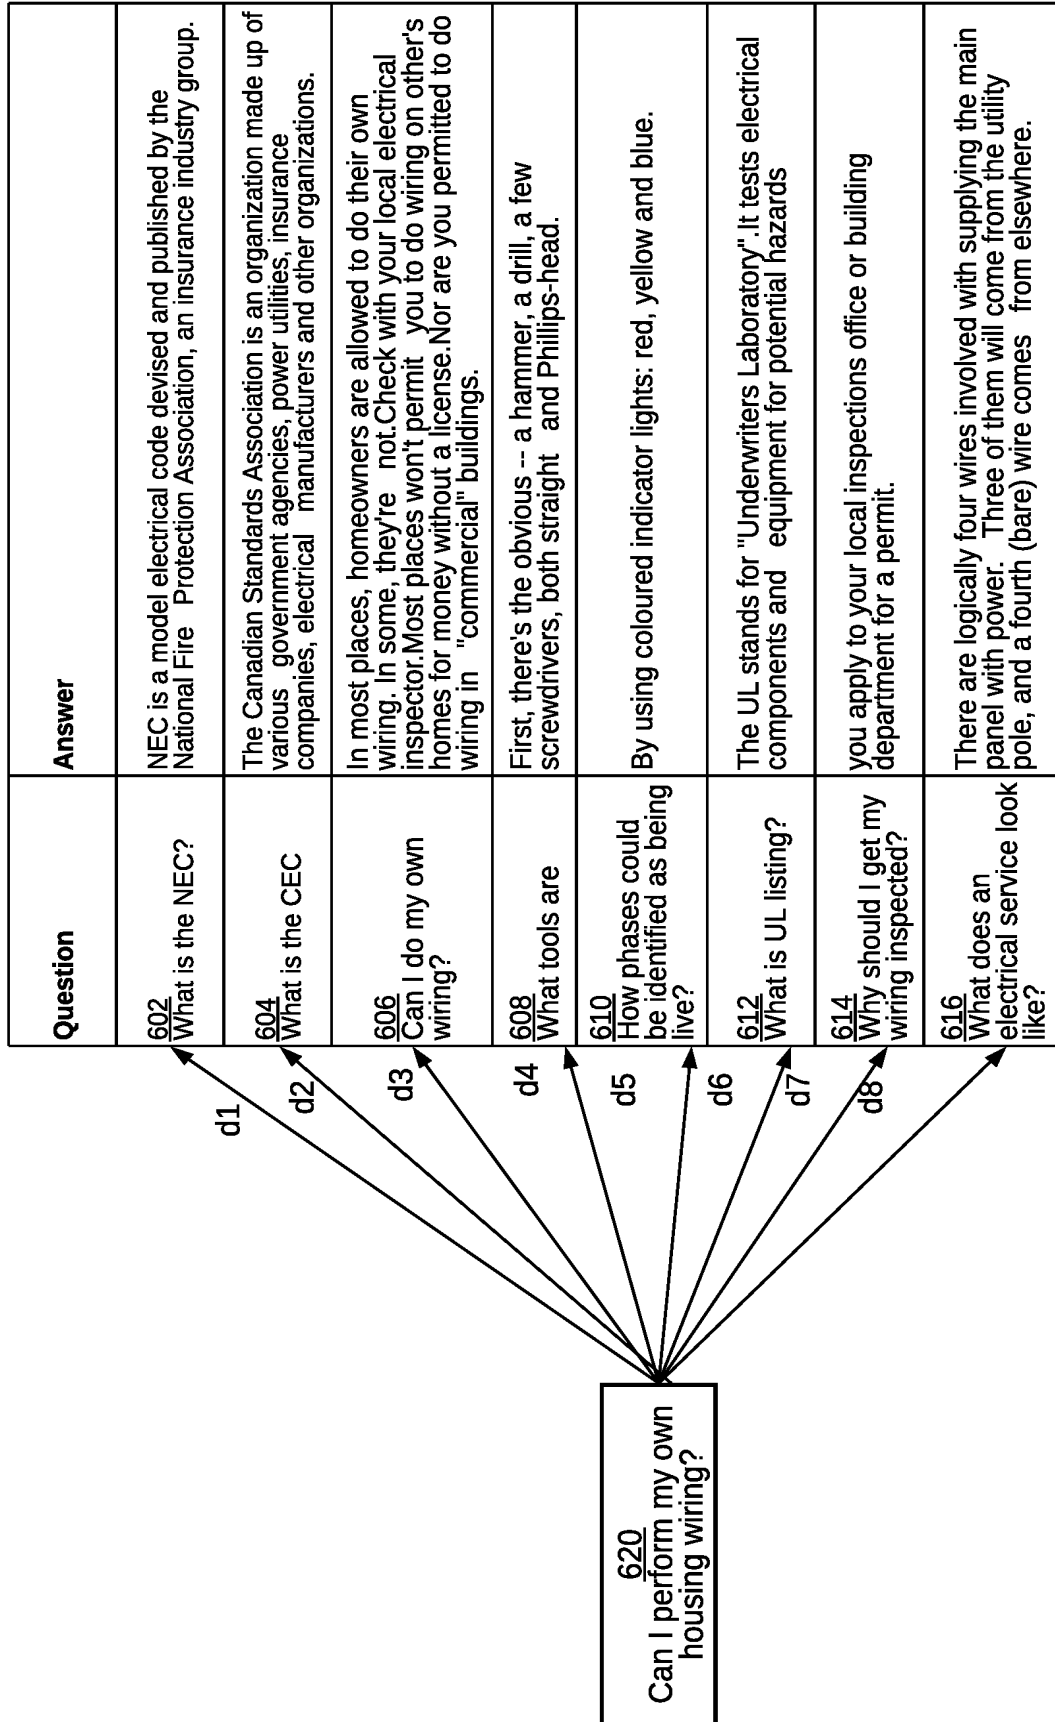 Question
Answer
602
What is the NEC?
NEC is a model electrical code devised and published by the
National Fire Protection Association, an insurance industry group.
604
What is the CEC
The Canadian Standards Association is an organization made up of
various government agencies, power utilities, insurance
companies, electrical manufacturers and other organizations.
606
Can I do my own
wiring?
In most places, homeowners are allowed to do their own
wiring. In some, they're not.Check with your local electrical
inspector.Most places won't permit you to do wiring on other's
homes for money without a license.Nor are you permitted to do
wiring in "commercial" buildings.
608
What tools are
First, there's the obvious -- a hammer, a drill, a few
screwdrivers, both straight and Phillips-head.
610
How phases could
be identified as being
live?
By using coloured indicator lights: red, yellow and blue.
612
What is UL listing?
The UL stands for "Underwriters Laboratory".It tests electrical
components and equipment for potential hazards
614
Why should I get my
wiring inspected?
you apply to your local inspections office or building
department for a permit.
616
What does an
electrical service look
like?
There are logically four wires involved with supplying the main
panel with power. Three of them will come from the utility
pole, and a fourth (bare) wire comes from elsewhere.
d1
d2
d3
d4
d5
d6
d7
d8
620
Can I perform my own
housing wiring?